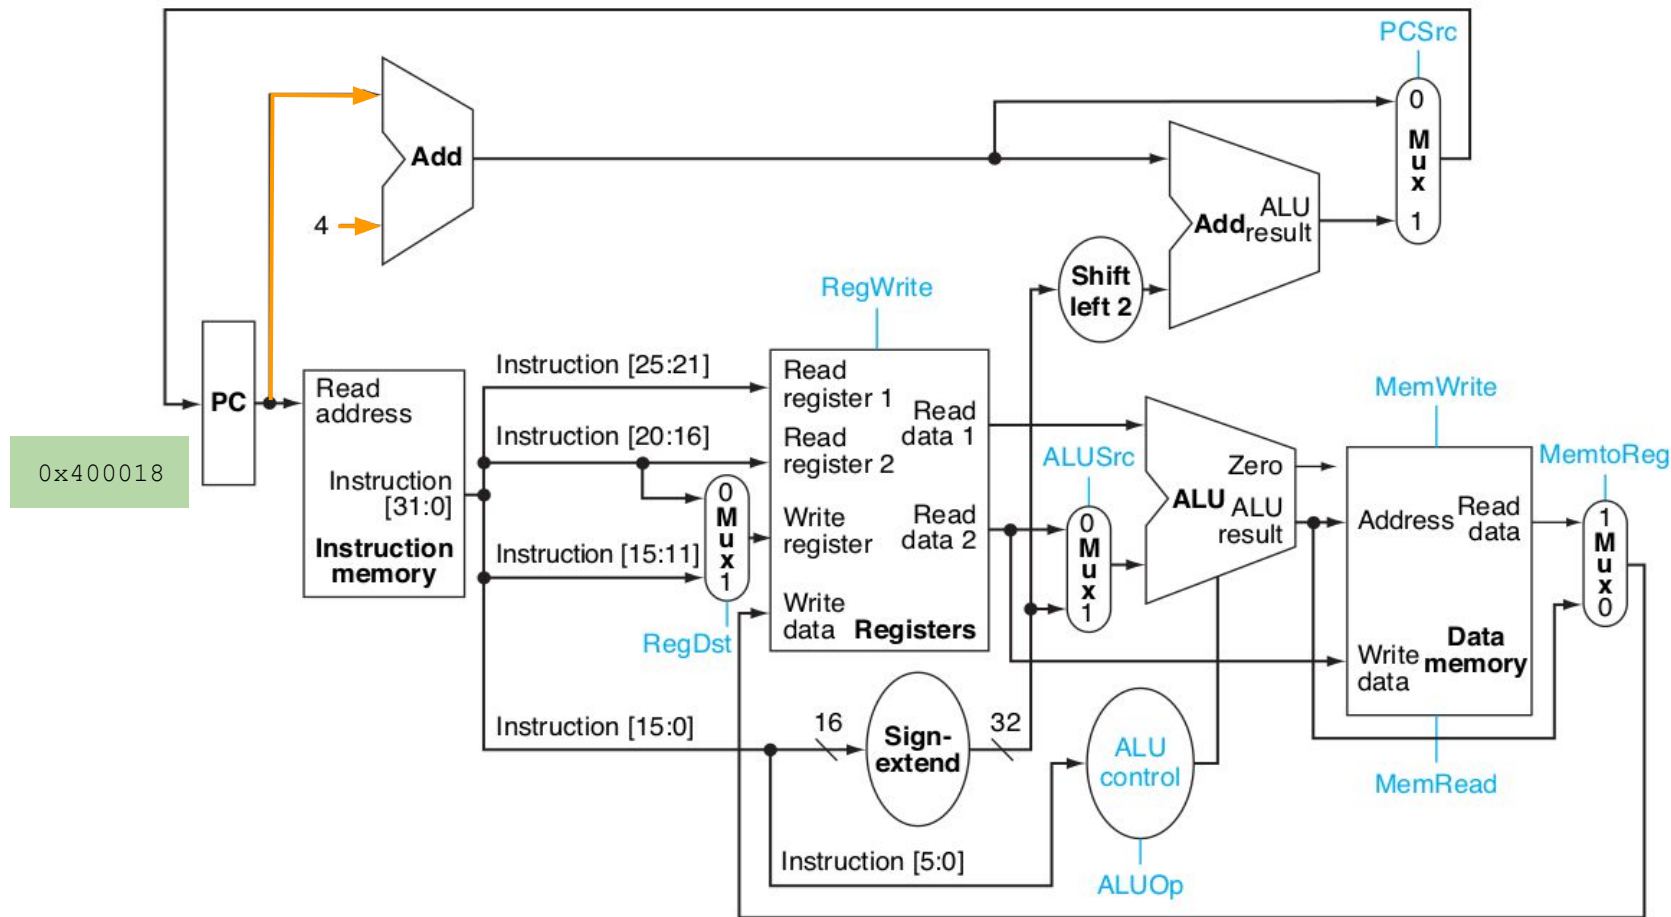 PCSrc
0
M
u
x
1
Add
4
Add
ALU
result
Shift
left 2
RegWrite
PC
0x400018
Read
address
Instruction
[31:0]
Instruction
memory
Instruction [25:21]
Instruction [20:16]
Instruction [15:11]
0
M
u
x
1
RegDst
Read
register 1
Read
register 2
Write
register
Write
data
Read
data 1
Read
data 2
Registers
ALUSrc
0
M
u
x
1
Zero
ALU
ALU
result
MemWrite
Address
Read
data
Write
data
Data
memory
MemRead
MemtoReg
1
M
u
x
0
Instruction [15:0]
16
Sign-
extend
32
ALU
control
Instruction [5:0]
ALUOp